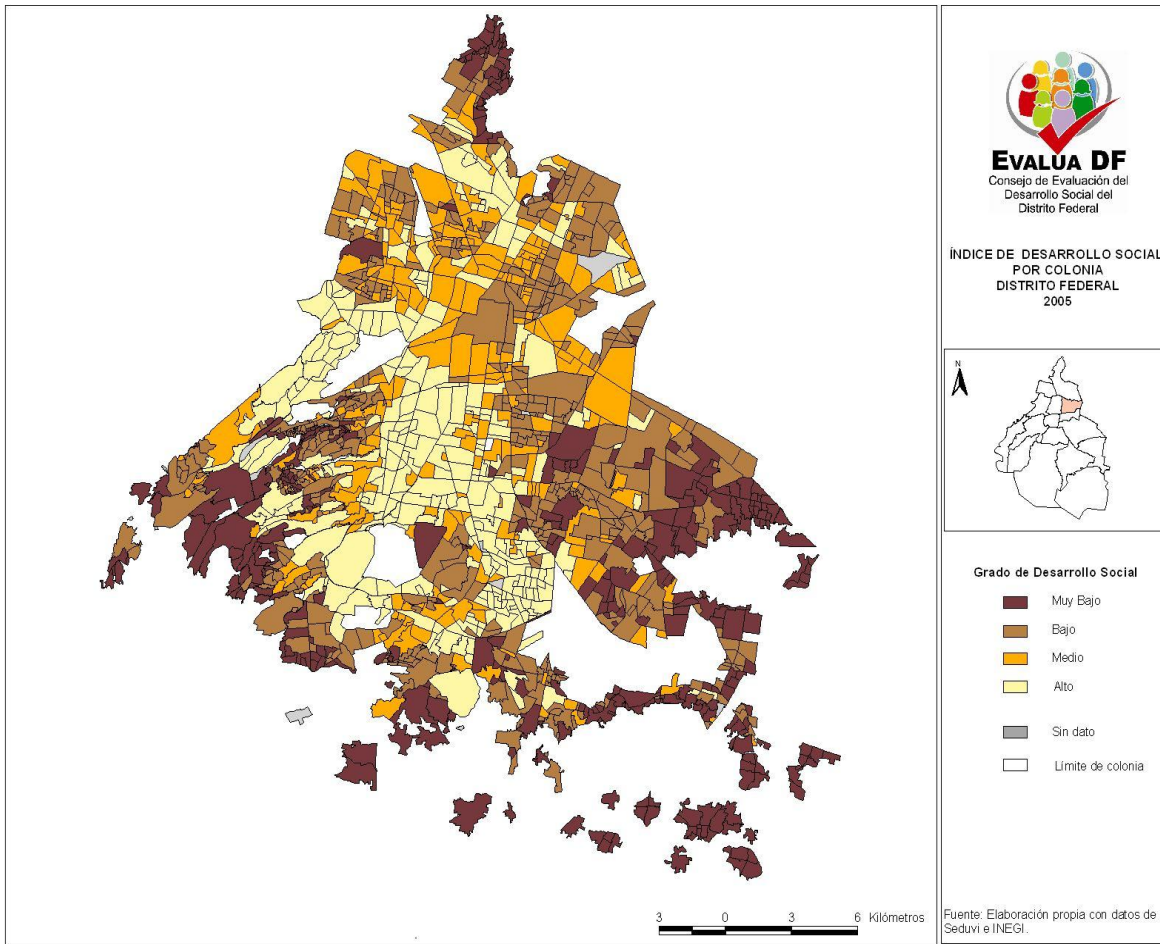 EVALUA DF
Consejo de Evaluación del
Desarrollo Social del
Distrito Federal
ÍNDICE DE DESARROLLO SOCIAL
POR COLONIA
DISTRITO FEDERAL
2005
N
Grado de Desarrollo Social
Muy Bajo
Bajo
Medio
Alto
Sin dato
Límite de colonia
3 0 3 6 Kilómetros
Fuente: Elaboración propia con datos de
Seduvi e INEGI.